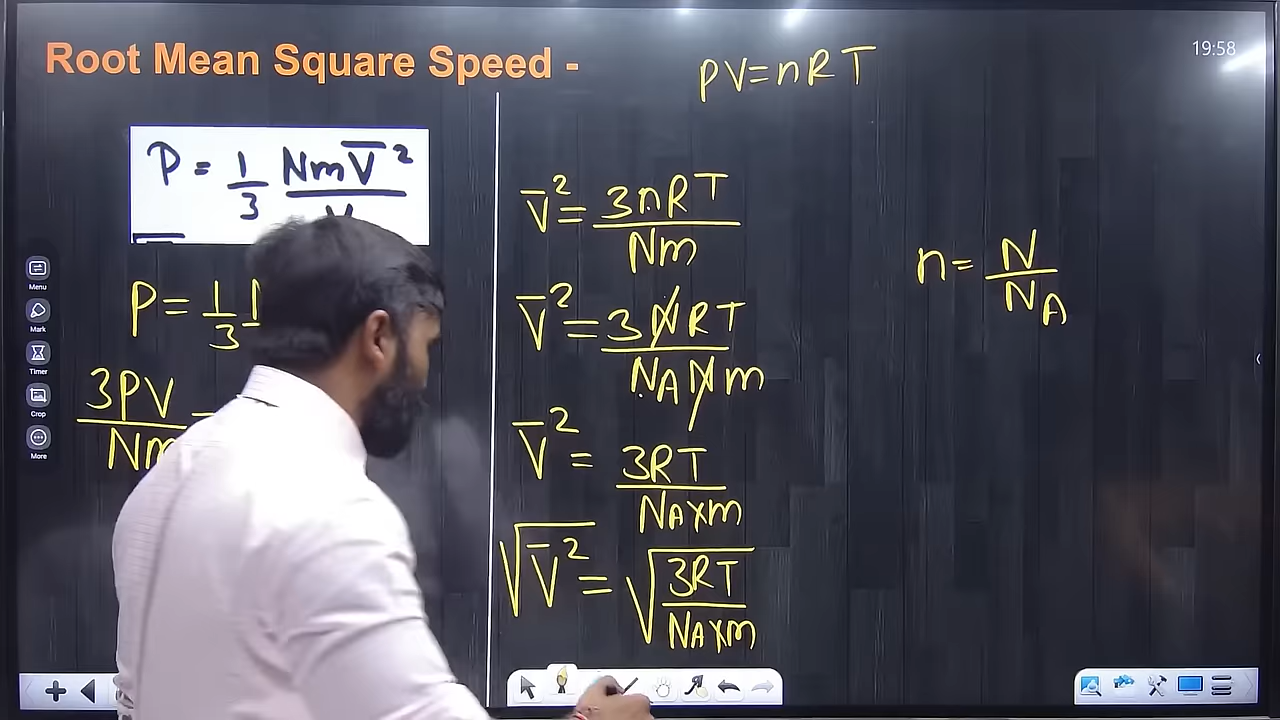 Root Mean Square Speed -
19:58
PV=nRT
P = 1/3 NmV̅²/V
P = 1/3
3PV/Nm =
V̅² = 3nRT/Nm
V̅² = 3NRT/NA N m
V̅² = 3RT/NA×m
√V̅² = √3RT/NA×m
n = N/NA
Menu
Mark
Timer
Crop
More